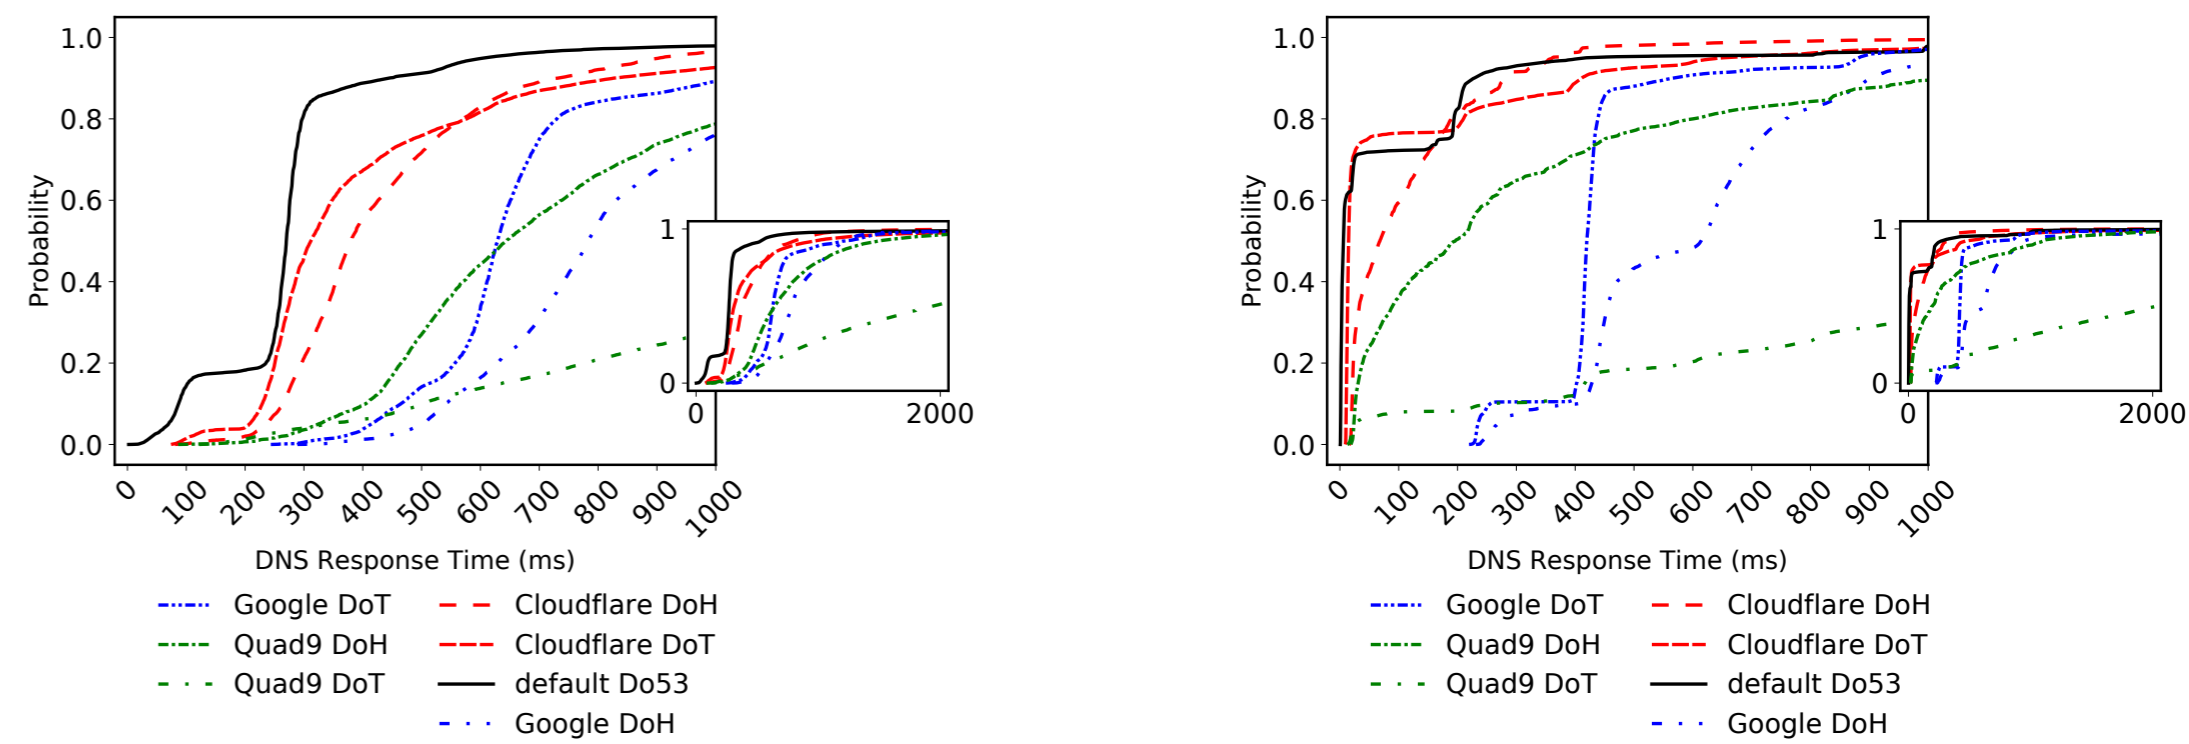 1.0
0.8
0.6
0.4
0.2
0.0
Probability
1
0
0 2000
0 100 200 300 400 500 600 700 800 900 1000
DNS Response Time (ms)
Google DoT Cloudflare DoH
Quad9 DoH Cloudflare DoT
Quad9 DoT default Do53
Google DoH
1.0
0.8
0.6
0.4
0.2
0.0
Probability
1
0
0 2000
0 100 200 300 400 500 600 700 800 900 1000
DNS Response Time (ms)
Google DoT Cloudflare DoH
Quad9 DoH Cloudflare DoT
Quad9 DoT default Do53
Google DoH